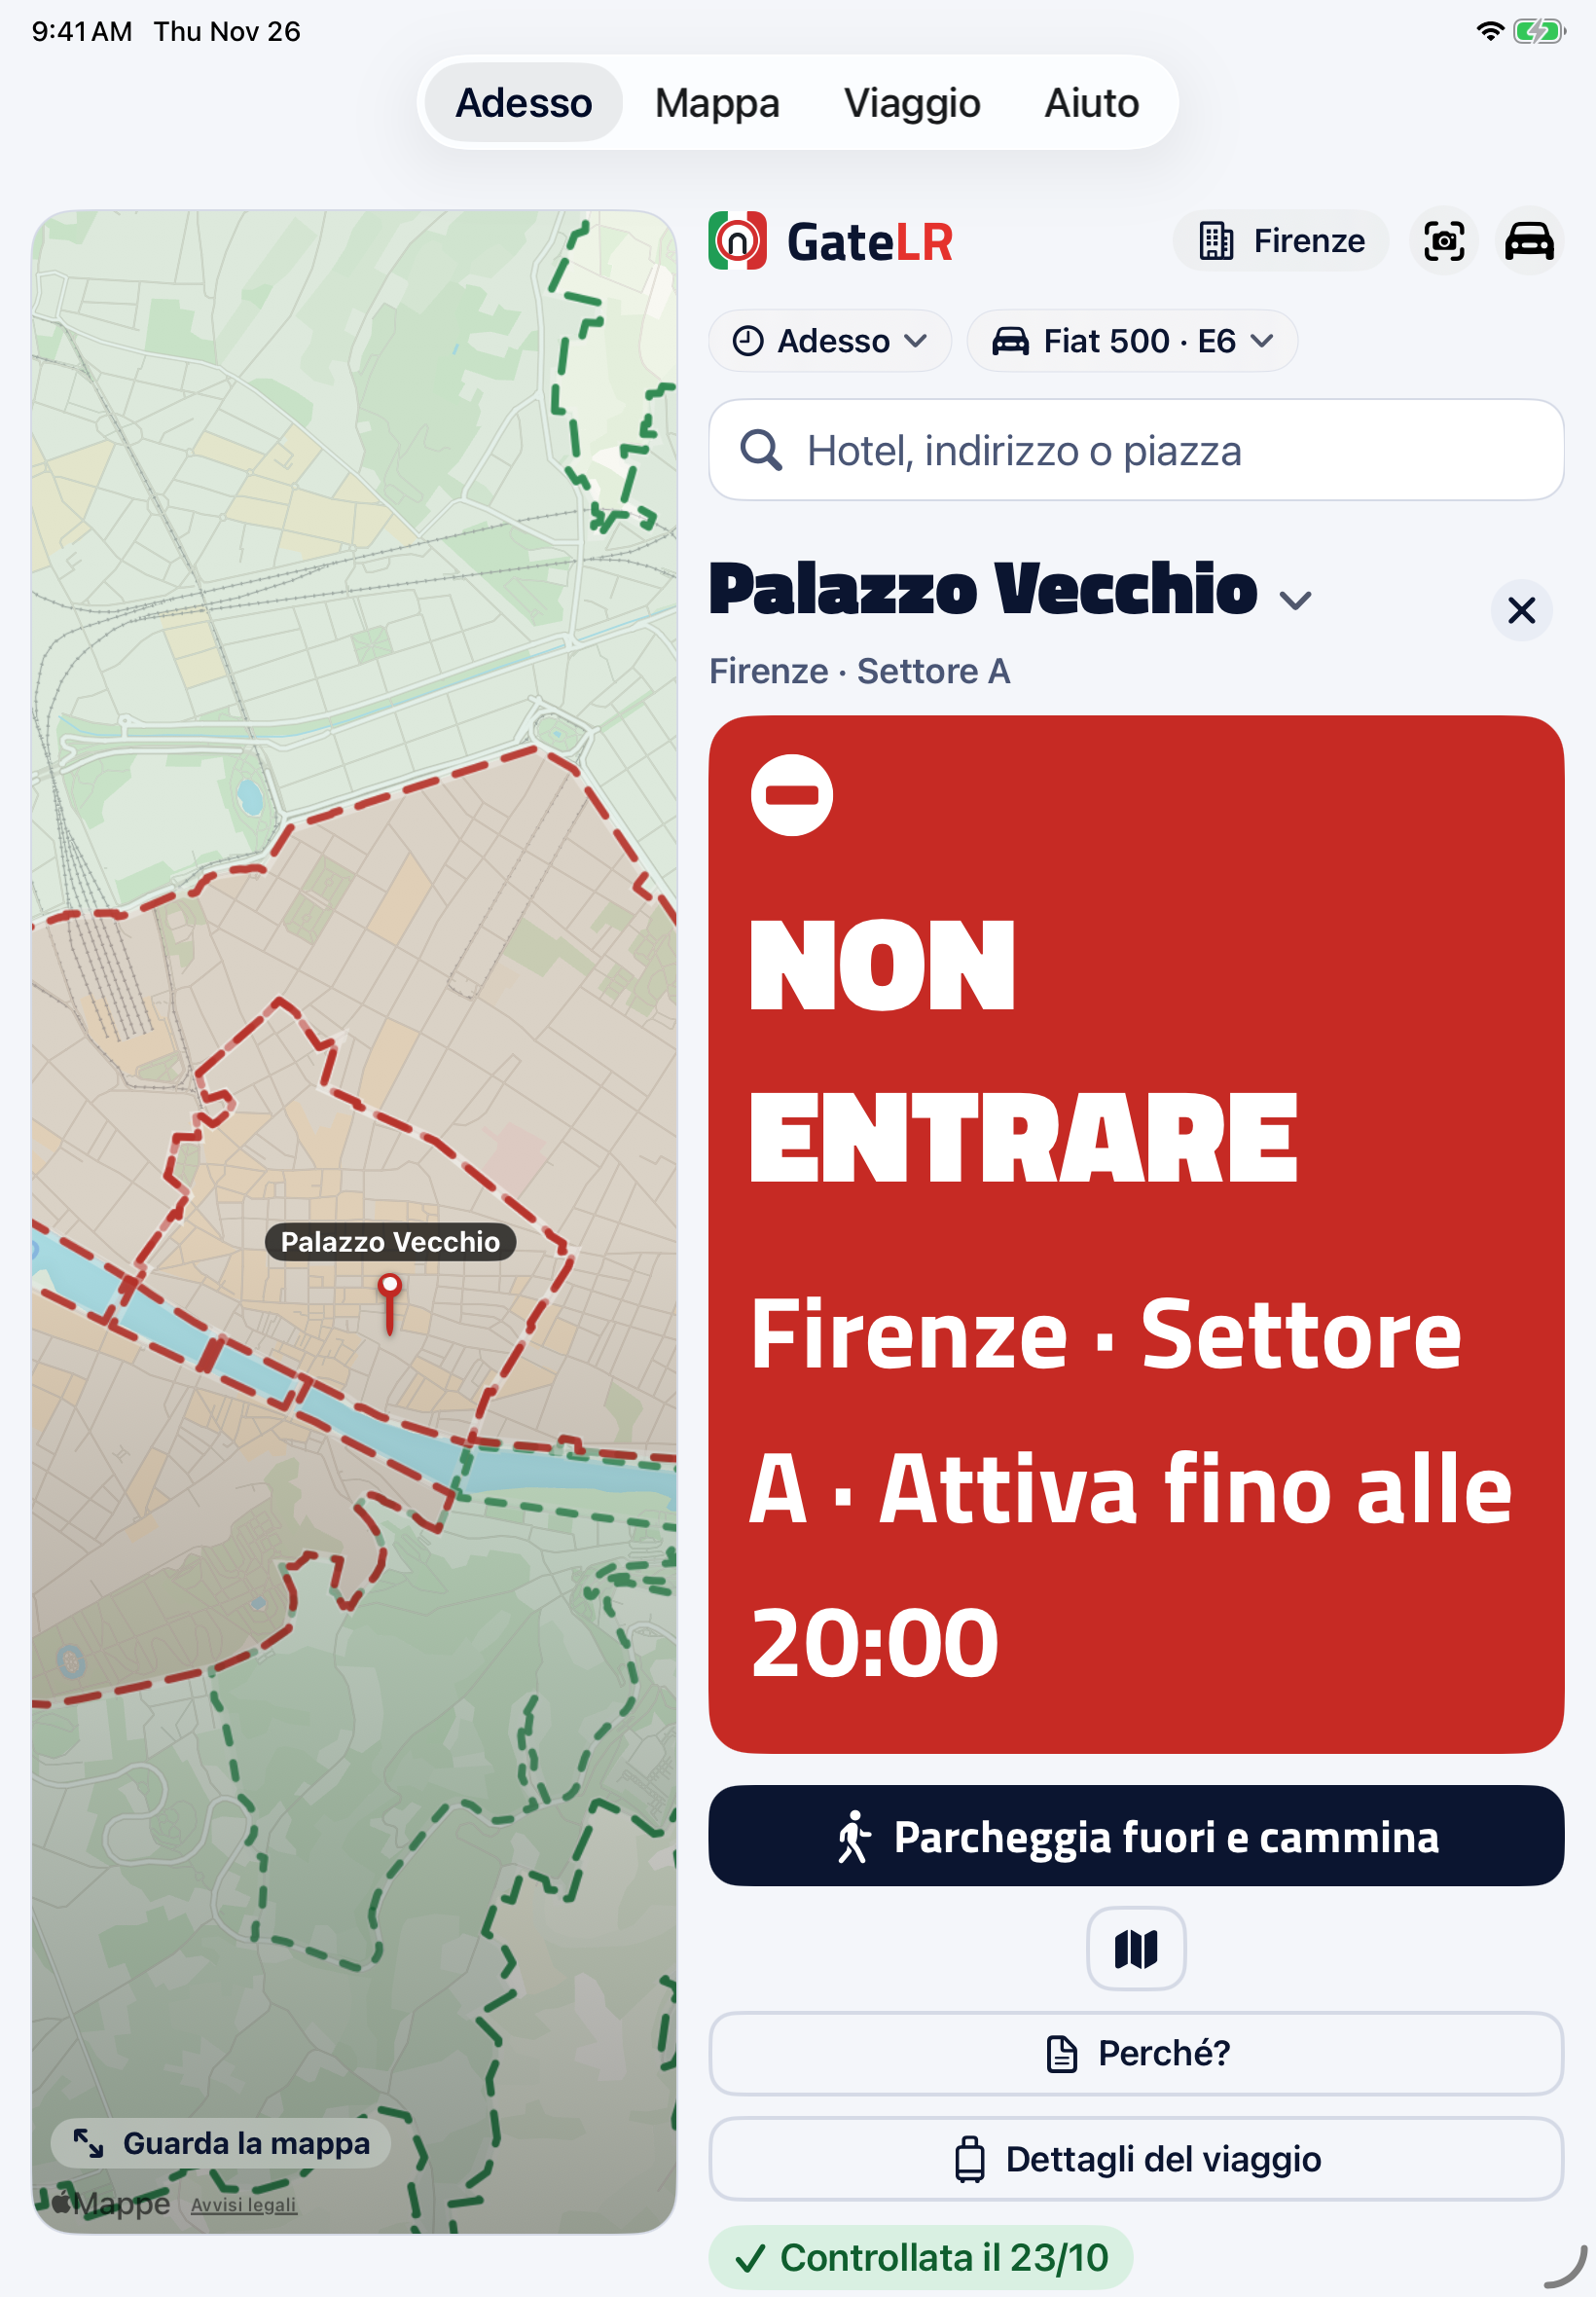 9:41 AM Thu Nov 26
Adesso Mappa Viaggio Aiuto
GateLR
Firenze
Adesso
Fiat 500 · E6
Hotel, indirizzo o piazza
Palazzo Vecchio
Firenze · Settore A
NON
ENTRARE
Firenze · Settore
A · Attiva fino alle
20:00
Parcheggia fuori e cammina
Perché?
Dettagli del viaggio
Controllata il 23/10
Palazzo Vecchio
Guarda la mappa
Mappe Avvisi legali